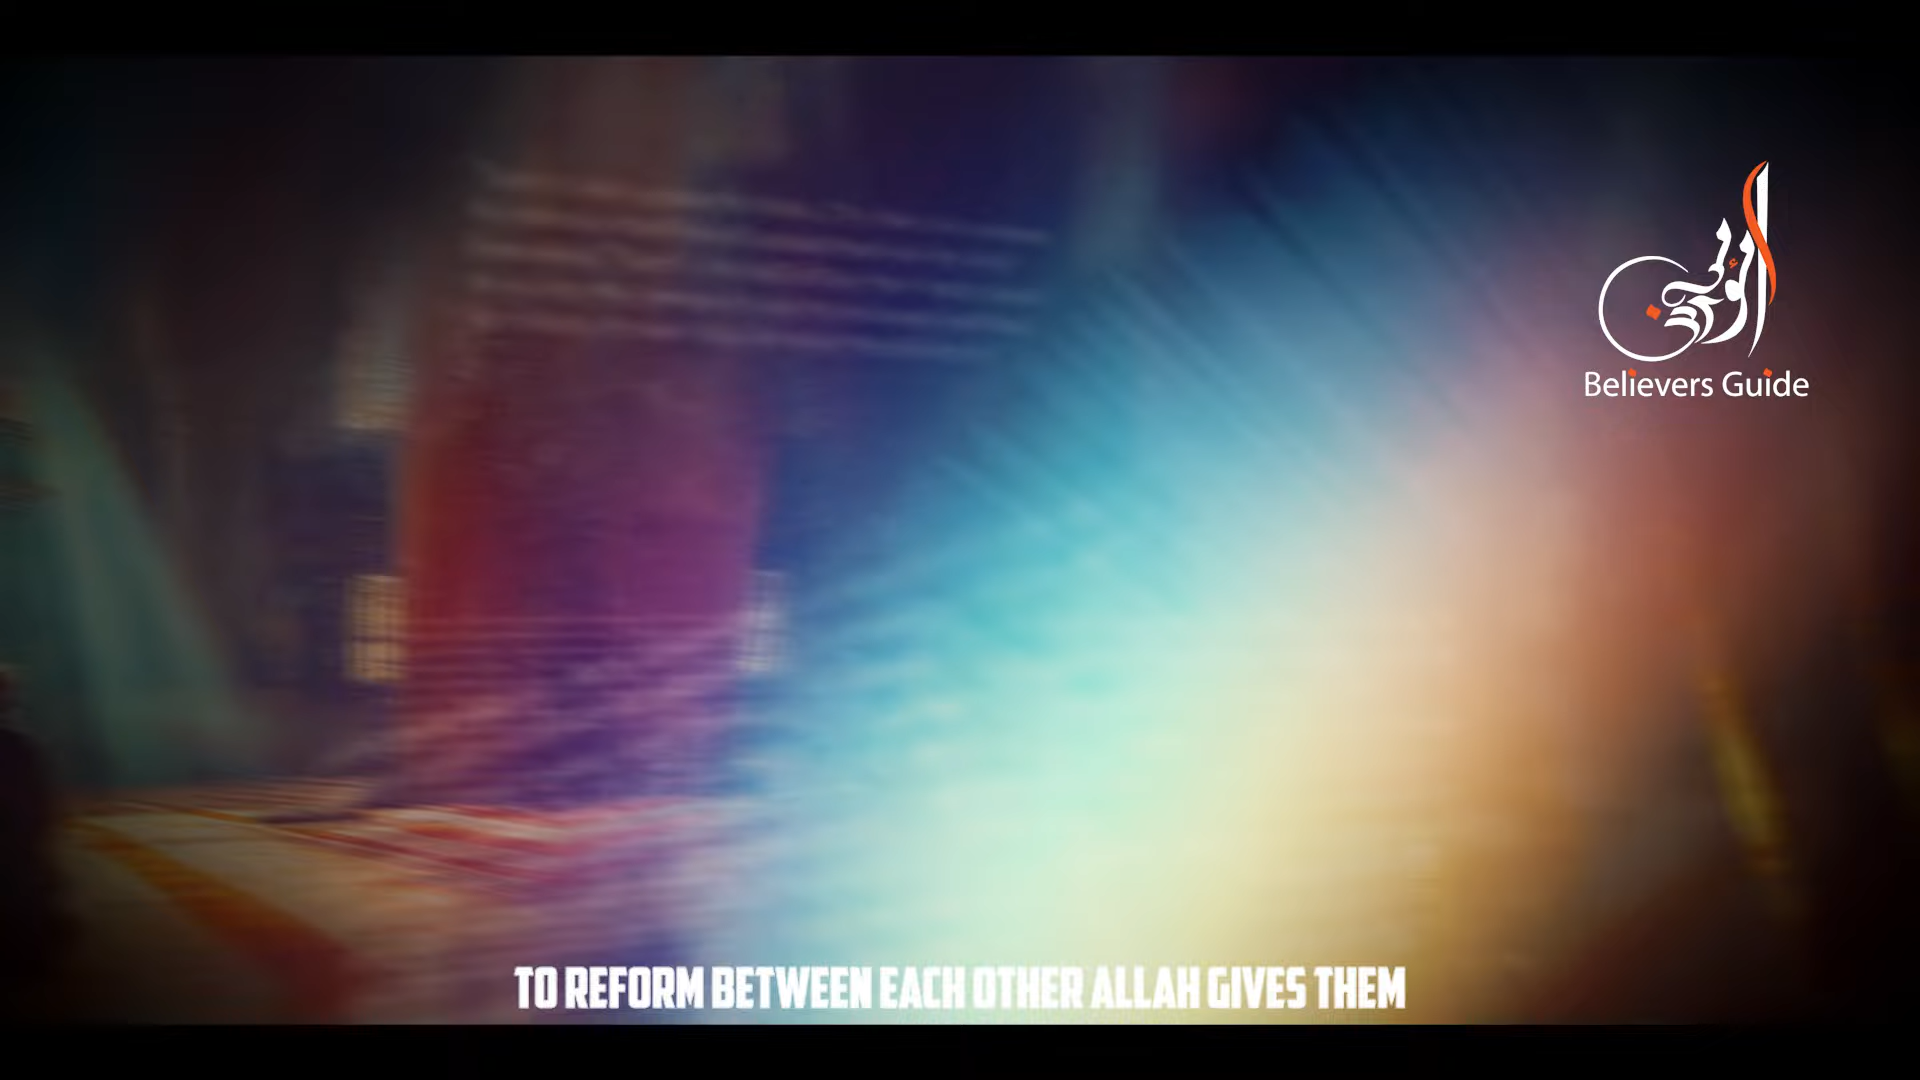 Believers Guide
TO REFORM BETWEEN EACH OTHER ALLAH GIVES THEM